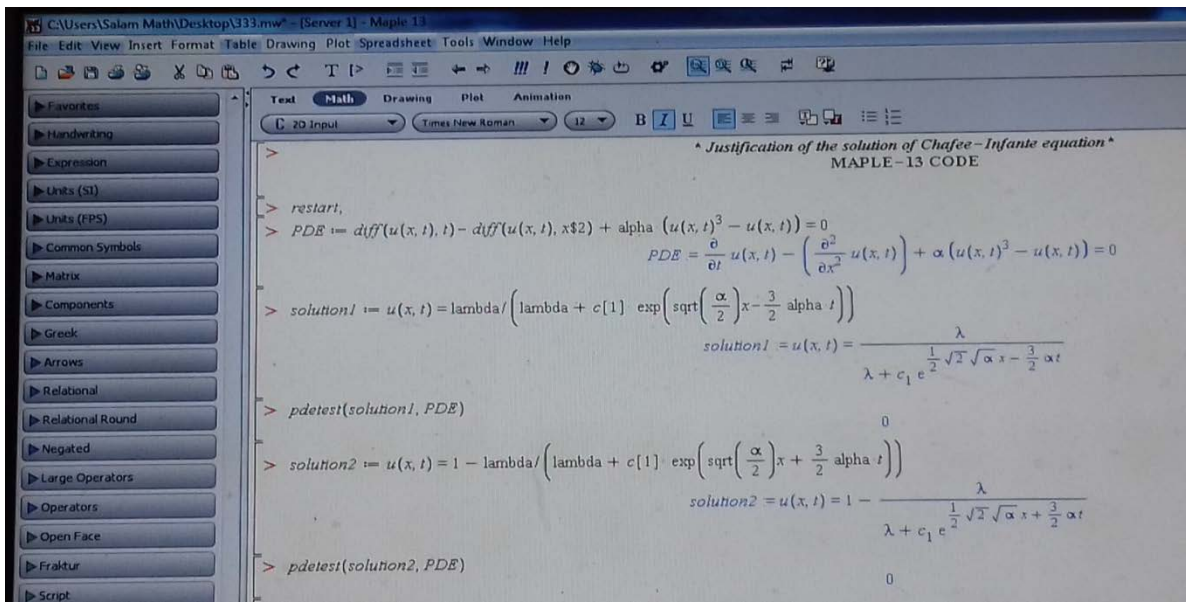 C:\Users\Salam Math\Desktop\333.mw* - [Server 1] - Maple 13
File Edit View Insert Format Table Drawing Plot Spreadsheet Tools Window Help
Text Math Drawing Plot Animation
C 2D Input Times New Roman 12 B I U
Favorites
Handwriting
Expression
Units (SI)
Units (FPS)
Common Symbols
Matrix
Components
Greek
Arrows
Relational
Relational Round
Negated
Large Operators
Operators
Open Face
Fraktur
Script
* Justification of the solution of Chafee-Infante equation *
MAPLE-13 CODE
>
> restart,
> PDE := diff(u(x, t), t) - diff(u(x, t), x$2) + alpha (u(x, t)^3 - u(x, t)) = 0
PDE := ∂/∂t u(x, t) - (∂²/∂x² u(x, t)) + α (u(x, t)³ - u(x, t)) = 0
> solution1 := u(x, t) = lambda/(lambda + c[1] exp(sqrt(α/2) x - 3/2 alpha t))
solution1 := u(x, t) = λ/(λ + c₁ e^(1/2 √2 √α x - 3/2 α t))
> pdetest(solution1, PDE)
0
> solution2 := u(x, t) = 1 - lambda/(lambda + c[1] exp(sqrt(α/2) x + 3/2 alpha t))
solution2 := u(x, t) = 1 - λ/(λ + c₁ e^(1/2 √2 √α x + 3/2 α t))
> pdetest(solution2, PDE)
0